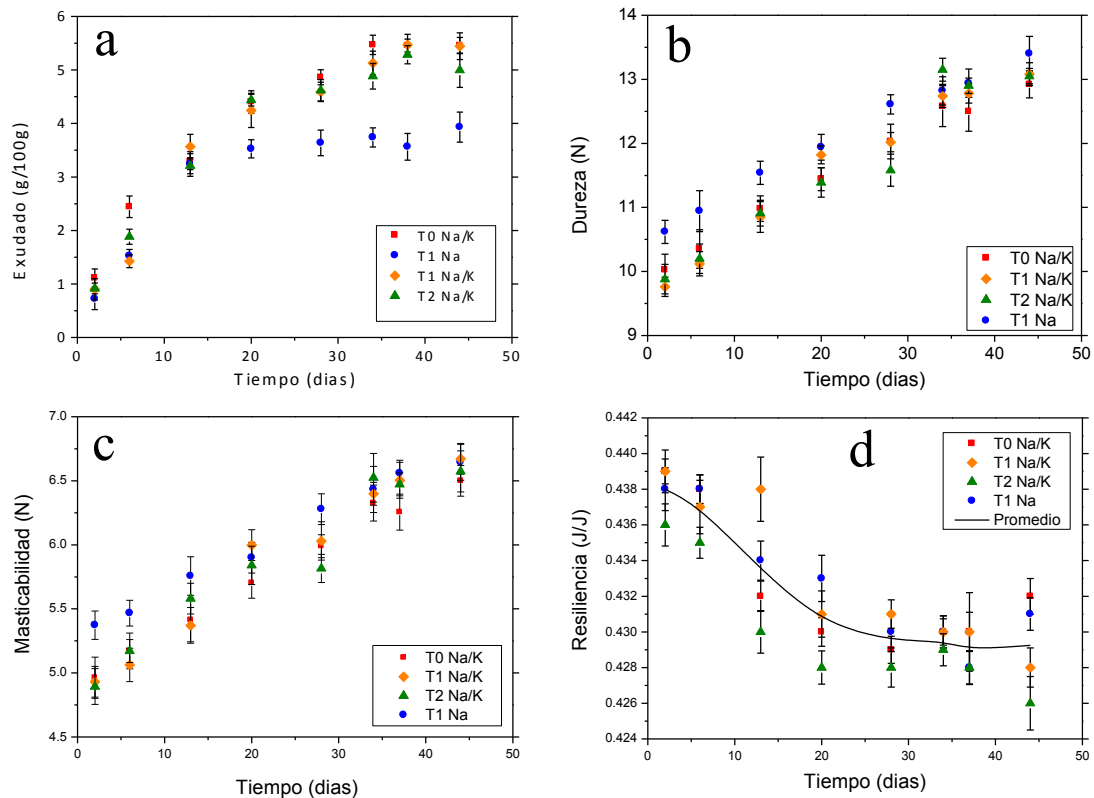 a
6
5
4
3
2
1
0
Exudado (g/100g)
T0 Na/K
T1 Na
T1 Na/K
T2 Na/K
0 10 20 30 40 50
Tiempo (dias)
b
14
13
12
11
10
9
Dureza (N)
T0 Na/K
T1 Na/K
T2 Na/K
T1 Na
0 10 20 30 40 50
Tiempo (dias)
c
7.0
6.5
6.0
5.5
5.0
4.5
Masticabilidad (N)
T0 Na/K
T1 Na/K
T2 Na/K
T1 Na
0 10 20 30 40 50
Tiempo (dias)
d
0.442
0.440
0.438
0.436
0.434
0.432
0.430
0.428
0.426
0.424
Resiliencia (J/J)
T0 Na/K
T1 Na/K
T2 Na/K
T1 Na
Promedio
0 10 20 30 40 50
Tiempo (dias)